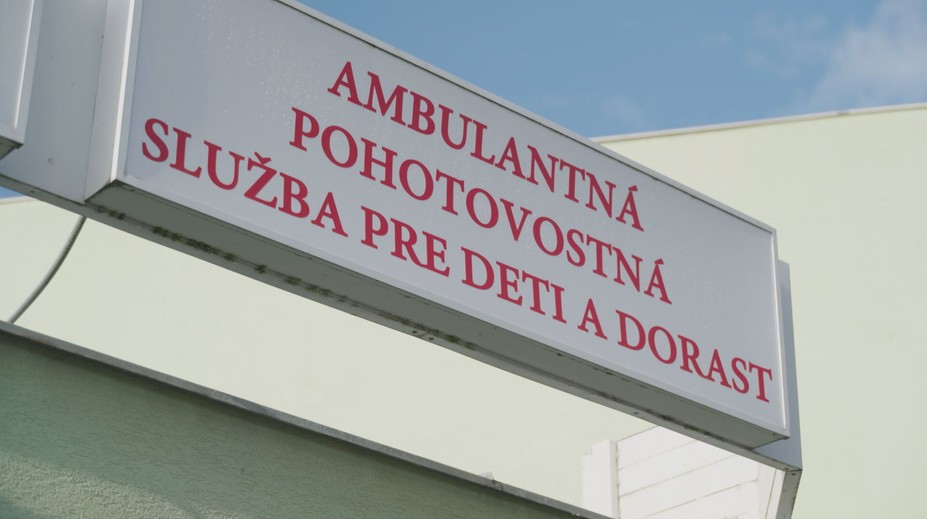 AMBULANTNÁ
POHOTOVOSTNÁ
SLUŽBA PRE DETI A DORAST